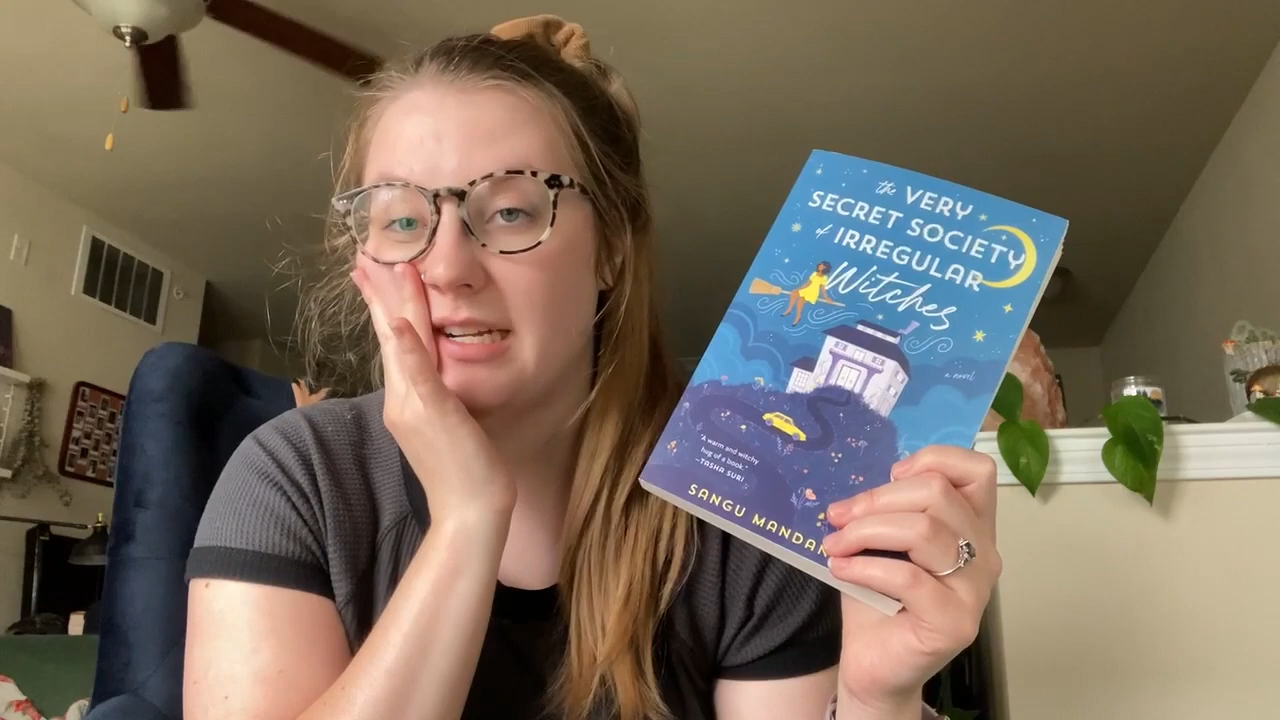 the VERY
SECRET SOCIETY
of IRREGULAR
Witches
a novel
"A warm and witchy
hug of a book."
—TASHA SURI
SANGU MANDAN